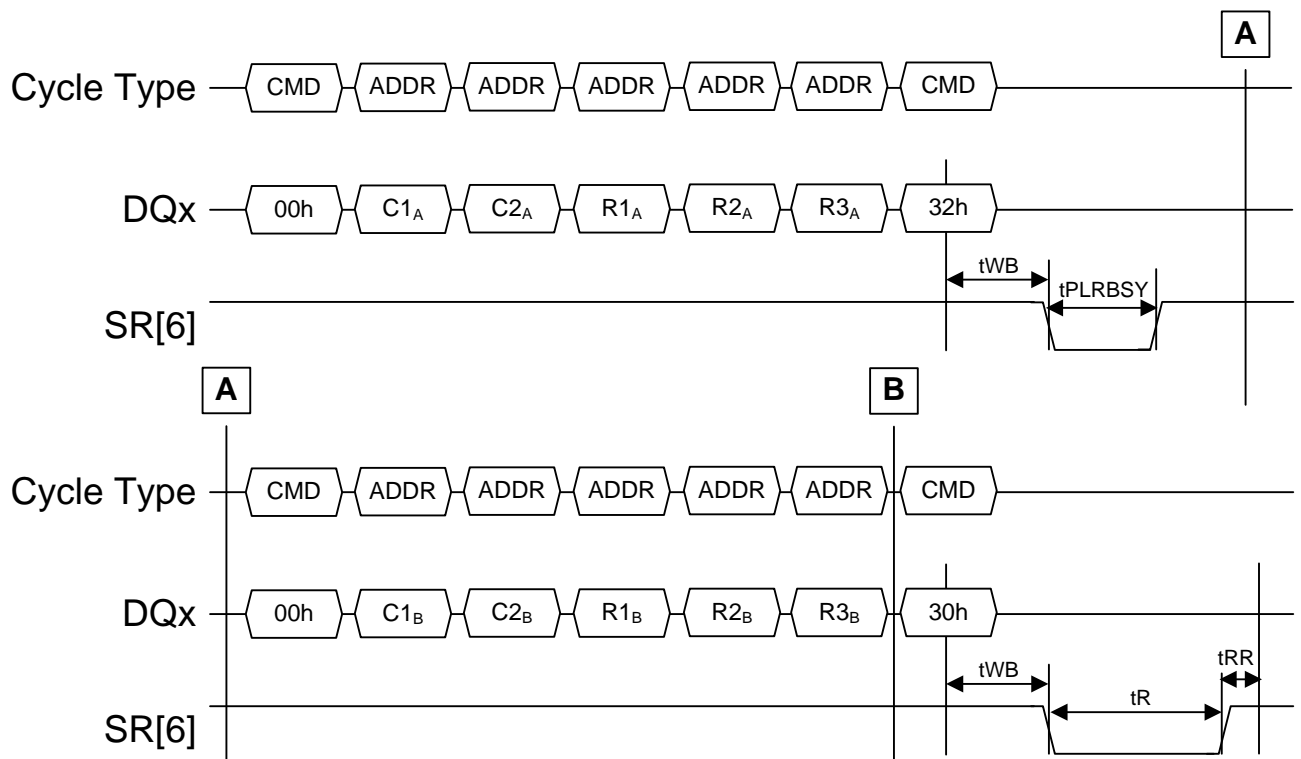 A
Cycle Type CMD ADDR ADDR ADDR ADDR ADDR CMD
DQx 00h C1A C2A R1A R2A R3A 32h
tWB tPLRBSY
SR[6]
A B
Cycle Type CMD ADDR ADDR ADDR ADDR ADDR CMD
DQx 00h C1B C2B R1B R2B R3B 30h
tWB tR tRR
SR[6]